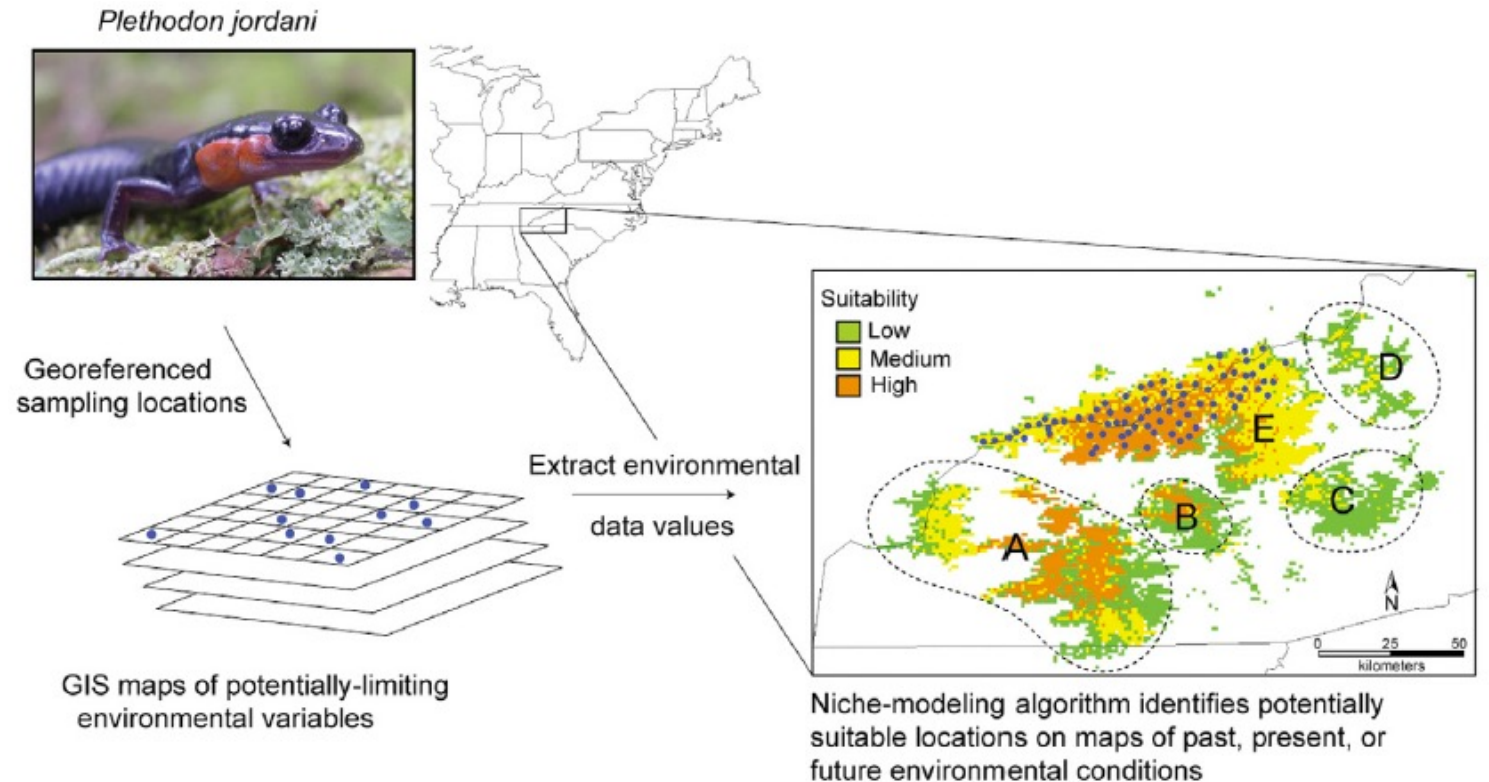 Plethodon jordani
Georeferenced
sampling locations
GIS maps of potentially-limiting
environmental variables
Extract environmental
data values
Suitability
Low
Medium
High
A
B
C
D
E
N
0 25 50
kilometers
Niche-modeling algorithm identifies potentially
suitable locations on maps of past, present, or
future environmental conditions